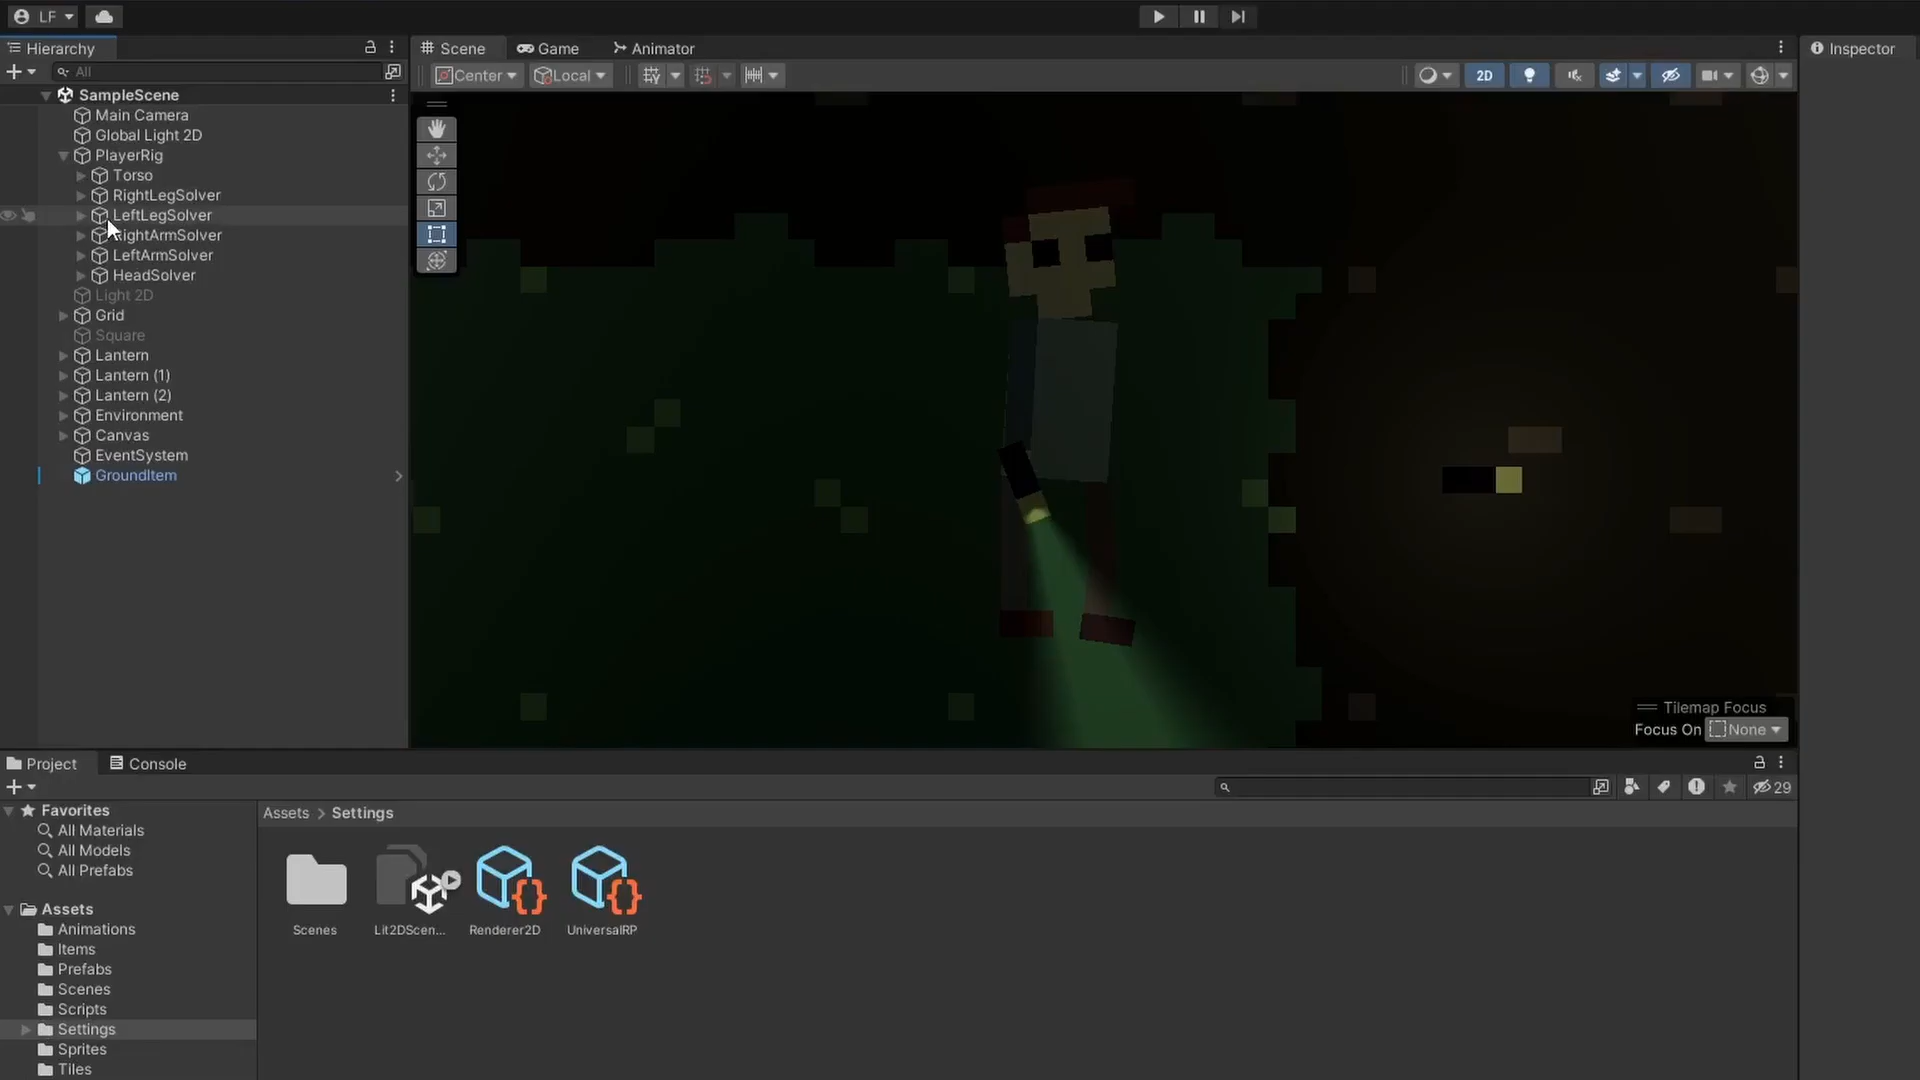 LF
Hierarchy
Scene
Game
Animator
Inspector
All
Center
Local
2D
SampleScene
Main Camera
Global Light 2D
PlayerRig
Torso
RightLegSolver
LeftLegSolver
RightArmSolver
LeftArmSolver
HeadSolver
Light 2D
Grid
Square
Lantern
Lantern (1)
Lantern (2)
Environment
Canvas
EventSystem
GroundItem
Tilemap Focus
Focus On None
Project
Console
29
Favorites
All Materials
All Models
All Prefabs
Assets
Animations
Items
Prefabs
Scenes
Scripts
Settings
Sprites
Tiles
Assets > Settings
Scenes
Lit2DScen...
Renderer2D
UniversalRP